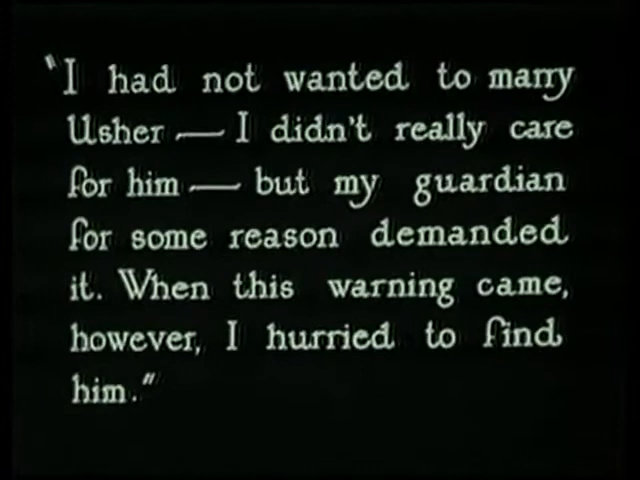 "I had not wanted to marry
Usher — I didn't really care
for him — but my guardian
for some reason demanded
it. When this warning came,
however, I hurried to find
him."